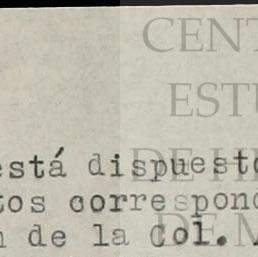 CENT
ESTU
está dispuesto
DE H
tos correspond
n de la Col.
DE M